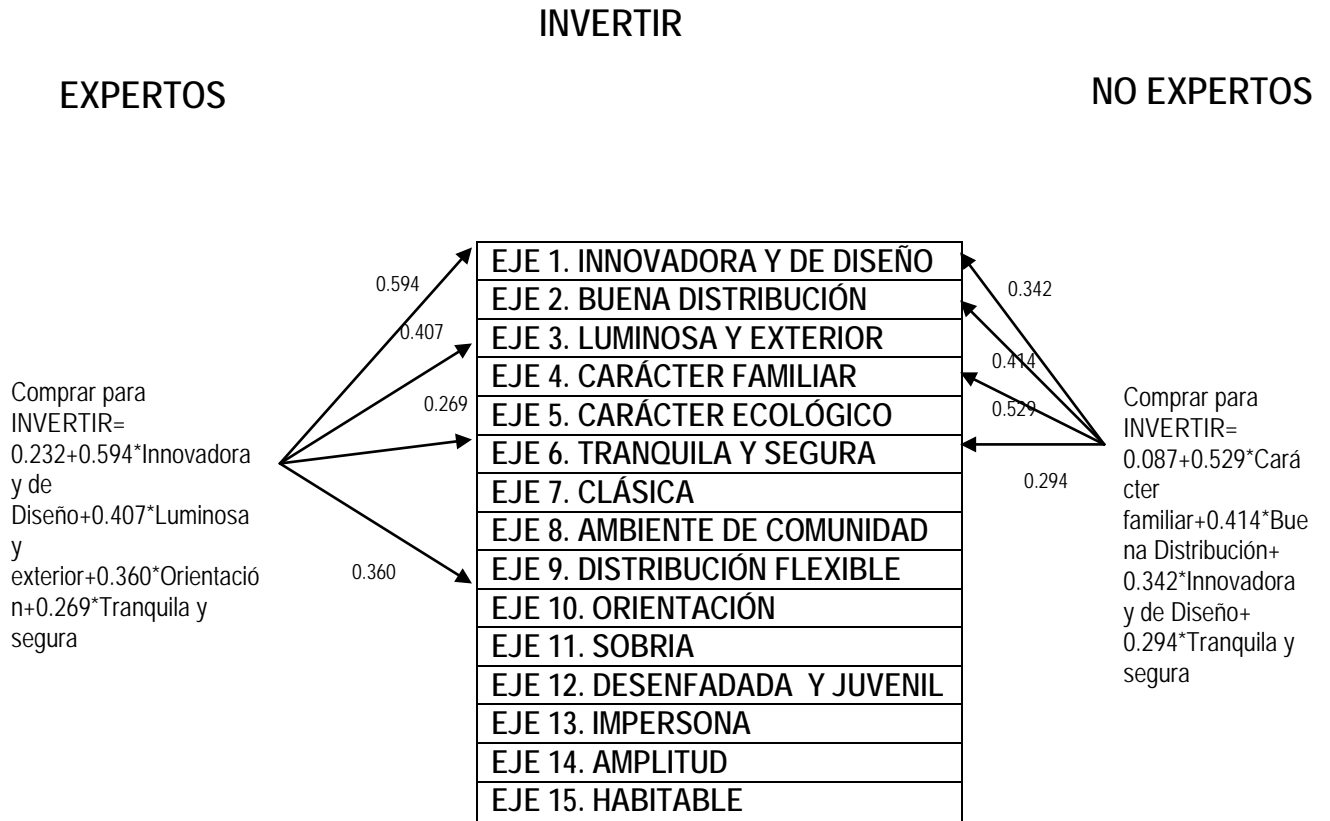 INVERTIR
EXPERTOS
NO EXPERTOS
EJE 1. INNOVADORA Y DE DISEÑO
EJE 2. BUENA DISTRIBUCIÓN
EJE 3. LUMINOSA Y EXTERIOR
EJE 4. CARÁCTER FAMILIAR
EJE 5. CARÁCTER ECOLÓGICO
EJE 6. TRANQUILA Y SEGURA
EJE 7. CLÁSICA
EJE 8. AMBIENTE DE COMUNIDAD
EJE 9. DISTRIBUCIÓN FLEXIBLE
EJE 10. ORIENTACIÓN
EJE 11. SOBRIA
EJE 12. DESENFADADA Y JUVENIL
EJE 13. IMPERSONA
EJE 14. AMPLITUD
EJE 15. HABITABLE
0.594
0.407
0.269
0.360
Comprar para
INVERTIR=
0.232+0.594*Innovadora
y de
Diseño+0.407*Luminosa
y
exterior+0.360*Orientació
n+0.269*Tranquila y
segura
0.342
0.414
0.529
0.294
Comprar para
INVERTIR=
0.087+0.529*Cará
cter
familiar+0.414*Bue
na Distribución+
0.342*Innovadora
y de Diseño+
0.294*Tranquila y
segura